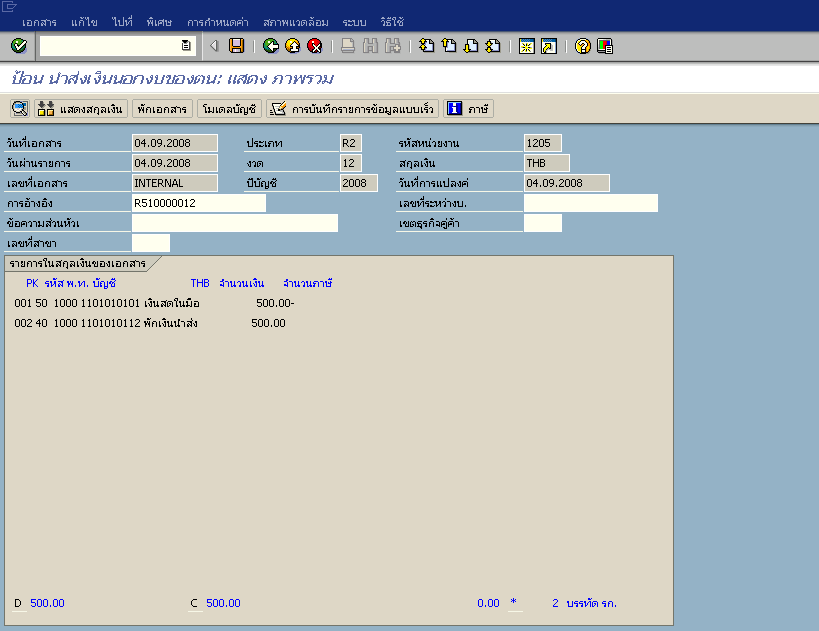 เอกสาร แก้ไข ไปที่ พิเศษ การกำหนดค่า สภาพแวดล้อม ระบบ วิธีใช้
ป้อน นำส่งเงินนอกงบของตน: แสดง ภาพรวม
แสดงสกุลเงิน พักเอกสาร โมเดลบัญชี การบันทึกรายการข้อมูลแบบเร็ว ภาษี
วันที่เอกสาร 04.09.2008 ประเภท R2 รหัสหน่วยงาน 1205
วันผ่านรายการ 04.09.2008 งวด 12 สกุลเงิน THB
เลขที่เอกสาร INTERNAL ปีบัญชี 2008 วันที่การแปลงค่ 04.09.2008
การอ้างอิง R510000012 เลขที่ระหว่างบ.
ข้อความส่วนหัวเ เขตธุรกิจคู่ค้า
เลขที่สาขา
รายการในสกุลเงินของเอกสาร
PK รหัส พ.ท. บัญชี THB จำนวนเงิน จำนวนภาษี
001 50 1000 1101010101 เงินสดในมือ 500.00-
002 40 1000 1101010112 พักเงินนำส่ง 500.00
D 500.00 C 500.00 0.00 * 2 บรรทัด รก.